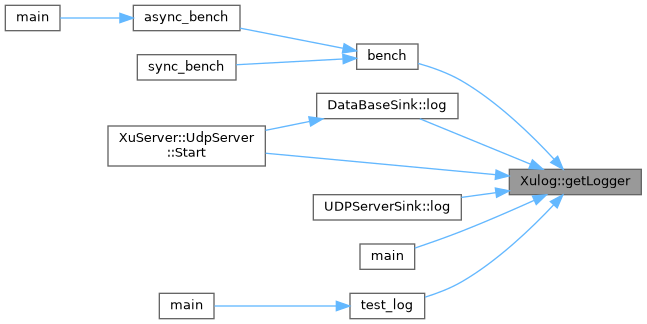 main
async_bench
sync_bench
bench
DataBaseSink::log
XuServer::UdpServer
::Start
Xulog::getLogger
UDPServerSink::log
main
main
test_log